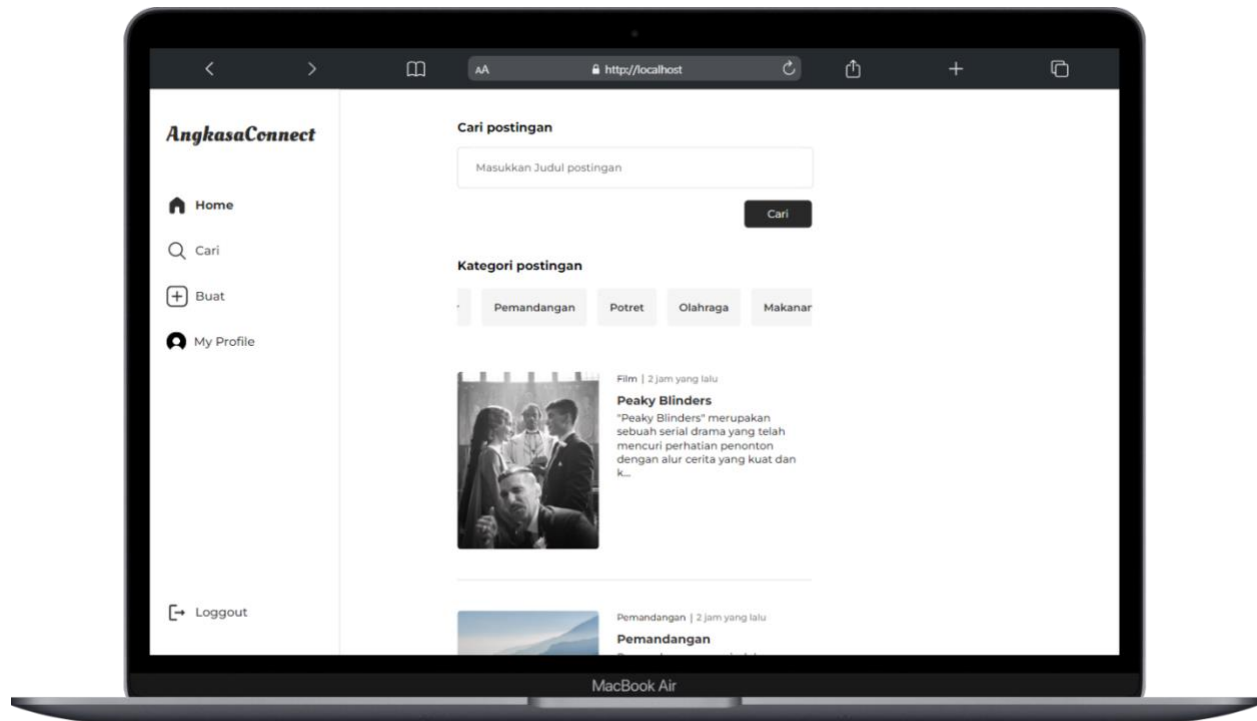 AA
http://localhost
AngkasaConnect
Home
Cari
Buat
My Profile
Loggout
Cari postingan
Masukkan Judul postingan
Cari
Kategori postingan
Pemandangan
Potret
Olahraga
Film | 2 jam yang lalu
Peaky Blinders
"Peaky Blinders" merupakan
sebuah serial drama yang telah
mencuri perhatian penonton
dengan alur cerita yang kuat dan
k...
Pemandangan | 2 jam yang lalu
Pemandangan
MacBook Air